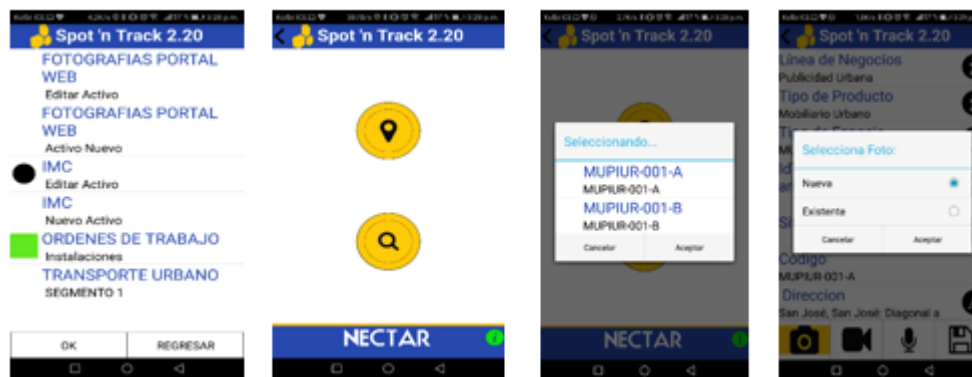 Spot 'n Track 2.20
FOTOGRAFIAS PORTAL
WEB
Editar Activo
FOTOGRAFIAS PORTAL
WEB
Activo Nuevo
IMC
Editar Activo
IMC
Nuevo Activo
ORDENES DE TRABAJO
Instalaciones
TRANSPORTE URBANO
SEGMENTO 1
OK
REGRESAR
Spot 'n Track 2.20
NECTAR
Spot 'n Track 2.20
Seleccionando...
MUPIUR-001-A
MUPIUR-001-A
MUPIUR-001-B
MUPIUR-001-B
Cancelar
Aceptar
NECTAR
Spot 'n Track 2.20
Línea de Negocios
Publicidad Urbana
Tipo de Producto
Mobiliario Urbano
Selecciona Foto:
Nueva
Existente
Cancelar
Aceptar
Código
MUPIUR-001-A
Direccion
San José, San José: Diagonal a